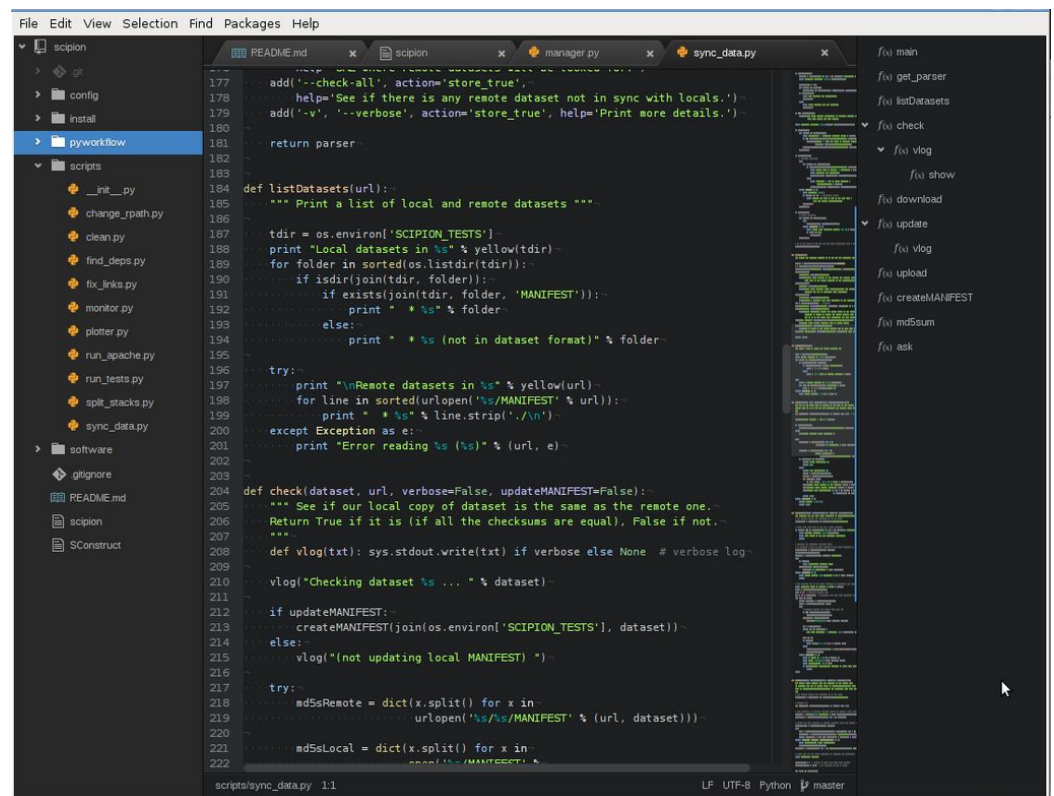 File Edit View Selection Find Packages Help
scipion
.git
config
install
pyworkflow
scripts
__init__.py
change_rpath.py
clean.py
find_deps.py
fix_links.py
monitor.py
plotter.py
run_apache.py
run_tests.py
split_stacks.py
sync_data.py
software
.gitignore
README.md
scipion
SConstruct
README.md scipion manager.py sync_data.py
177 add('--check-all', action='store_true',
178 help='See if there is any remote dataset not in sync with locals.')
179 add('-v', '--verbose', action='store_true', help='Print more details.')
180
181 return parser
182
183
184 def listDatasets(url):
185 """ Print a list of local and remote datasets """
186
187 tdir = os.environ['SCIPION_TESTS']
188 print "Local datasets in %s" % yellow(tdir)
189 for folder in sorted(os.listdir(tdir)):
190 if isdir(join(tdir, folder)):
191 if exists(join(tdir, folder, 'MANIFEST')):
192 print " * %s" % folder
193 else:
194 print " * %s (not in dataset format)" % folder
195
196 try:
197 print "\nRemote datasets in %s" % yellow(url)
198 for line in sorted(urlopen('%s/MANIFEST' % url)):
199 print " * %s" % line.strip('./\n')
200 except Exception as e:
201 print "Error reading %s (%s)" % (url, e)
202
203
204 def check(dataset, url, verbose=False, updateMANIFEST=False):
205 """ See if our local copy of dataset is the same as the remote one.
206 Return True if it is (if all the checksums are equal), False if not.
207 """
208 def vlog(txt): sys.stdout.write(txt) if verbose else None # verbose log
209
210 vlog("Checking dataset %s ... " % dataset)
211
212 if updateMANIFEST:
213 createMANIFEST(join(os.environ['SCIPION_TESTS'], dataset))
214 else:
215 vlog("(not updating local MANIFEST) ")
216
217 try:
218 md5sRemote = dict(x.split() for x in
219 urlopen('%s/%s/MANIFEST' % (url, dataset)))
220
221 md5sLocal = dict(x.split() for x in
222 open('%s/MANIFEST' %
scripts/sync_data.py 1:1 LF UTF-8 Python master
f(x) main
f(x) get_parser
f(x) listDatasets
f(x) check
f(x) vlog
f(x) show
f(x) download
f(x) update
f(x) vlog
f(x) upload
f(x) createMANIFEST
f(x) md5sum
f(x) ask